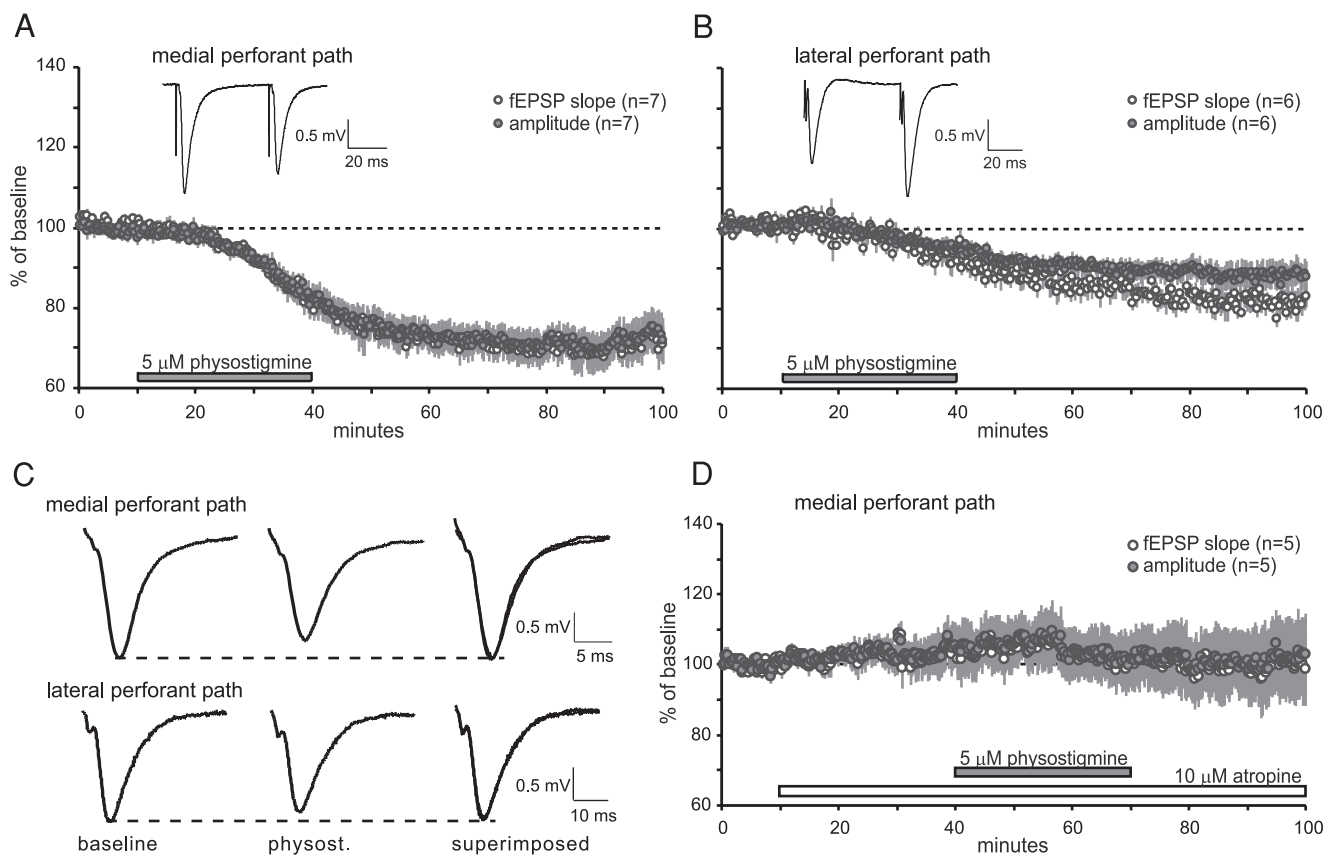 A
medial perforant path
140
120
100
80
60
% of baseline
fEPSP slope (n=7)
amplitude (n=7)
0.5 mV
20 ms
5 µM physostigmine
0 20 40 60 80 100
minutes
B
lateral perforant path
fEPSP slope (n=6)
amplitude (n=6)
0.5 mV
20 ms
5 µM physostigmine
0 20 40 60 80 100
minutes
C
medial perforant path
0.5 mV
5 ms
lateral perforant path
0.5 mV
10 ms
baseline physost. superimposed
D
medial perforant path
140
120
100
80
60
% of baseline
fEPSP slope (n=5)
amplitude (n=5)
5 µM physostigmine
10 µM atropine
0 20 40 60 80 100
minutes